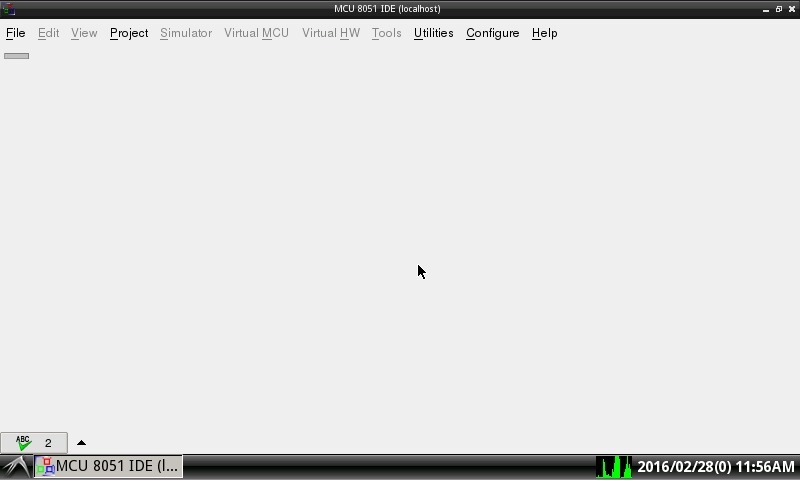 MCU 8051 IDE (localhost)
File Edit View Project Simulator Virtual MCU Virtual HW Tools Utilities Configure Help
ABC 2
MCU 8051 IDE (l... 2016/02/28(0) 11:56AM